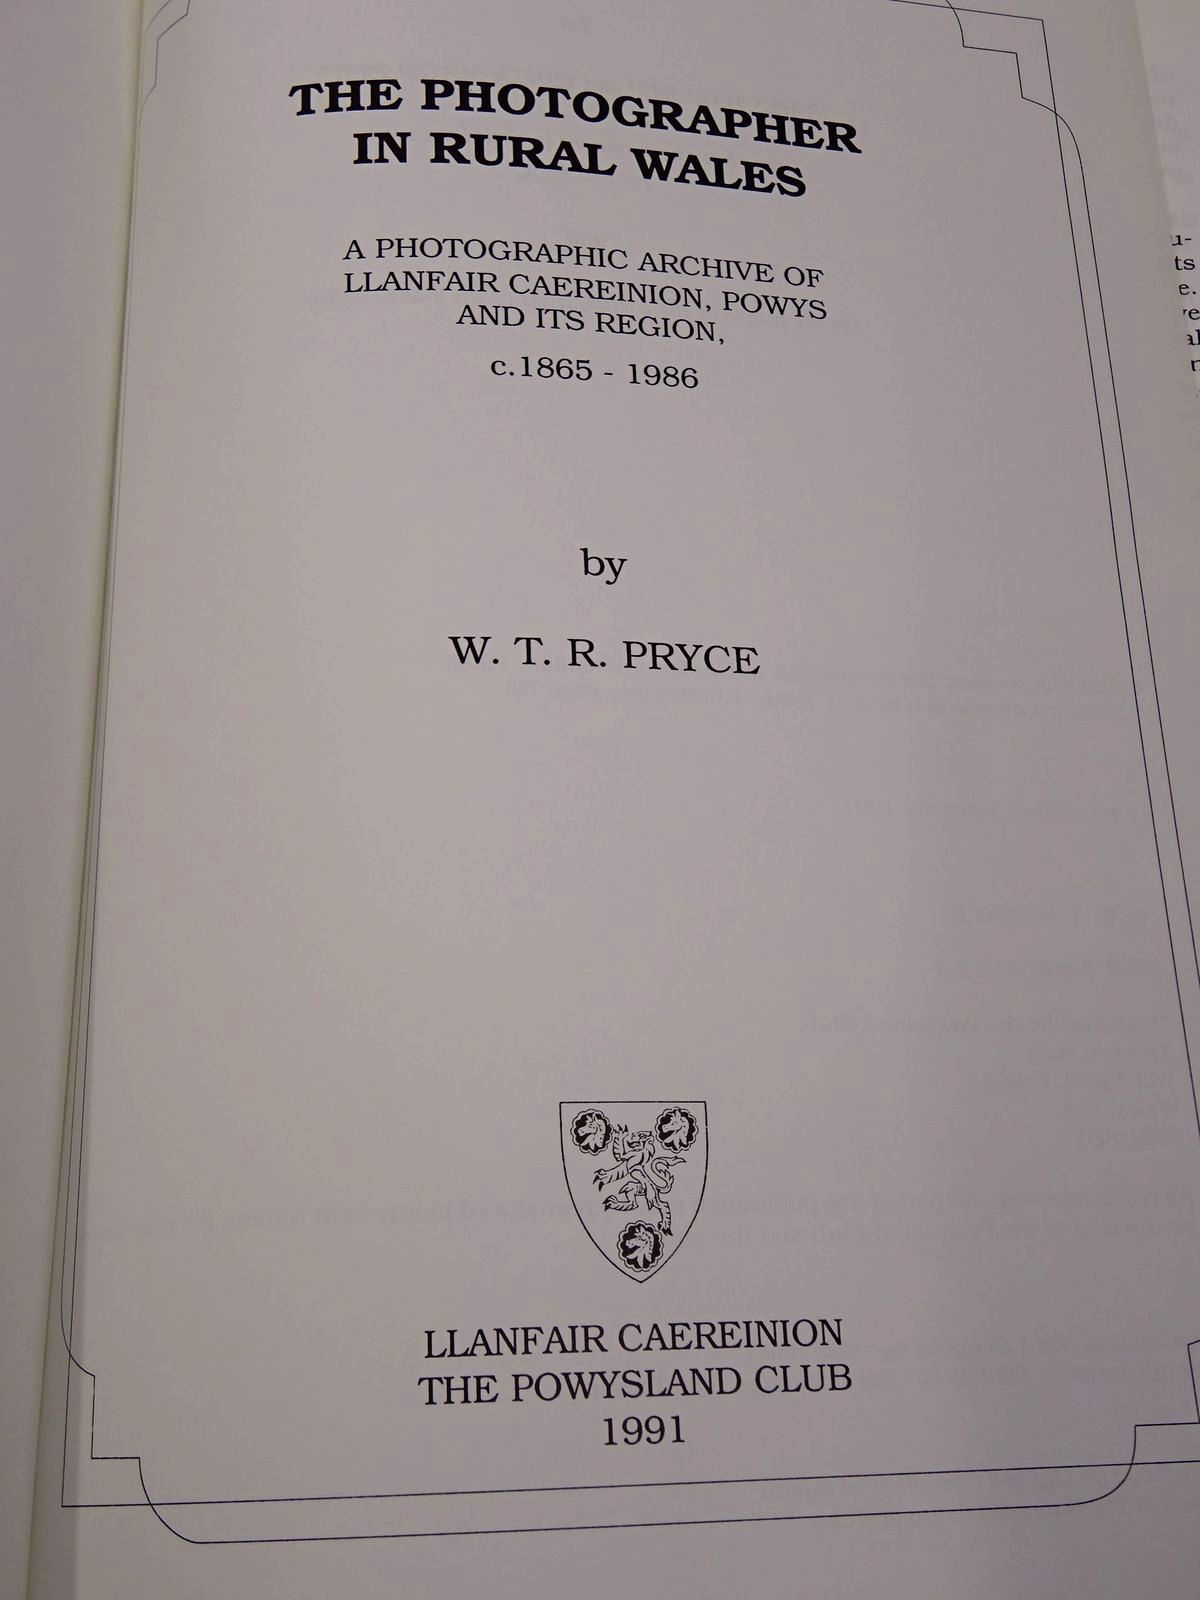 THE PHOTOGRAPHER
IN RURAL WALES
A PHOTOGRAPHIC ARCHIVE OF
LLANFAIR CAEREINION, POWYS
AND ITS REGION,
c.1865 - 1986
by
W. T. R. PRYCE
LLANFAIR CAEREINION
THE POWYSLAND CLUB
1991